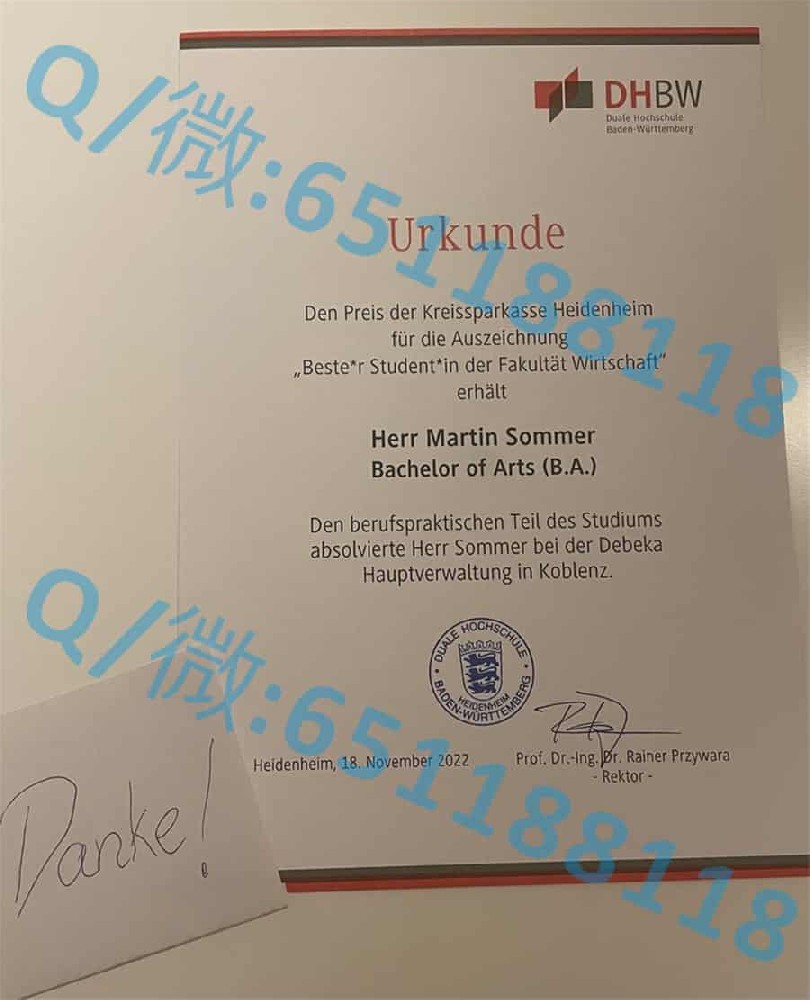 DHBW
Duale Hochschule
Baden-Württemberg
Q/微:6511188118
Urkunde
Den Preis der Kreissparkasse Heidenheim
für die Auszeichnung
„Beste*r Student*in der Fakultät Wirtschaft“
erhält
Herr Martin Sommer
Bachelor of Arts (B.A.)
Den berufspraktischen Teil des Studiums
absolvierte Herr Sommer bei der Debeka
Hauptverwaltung in Koblenz.
Q/微:6511188118
DUALE HOCHSCHULE
BADEN-WÜRTTEMBERG
HEIDENHEIM
Heidenheim, 18. November 2022
Prof. Dr.-Ing. Dr. Rainer Przywara
- Rektor -
Danke!